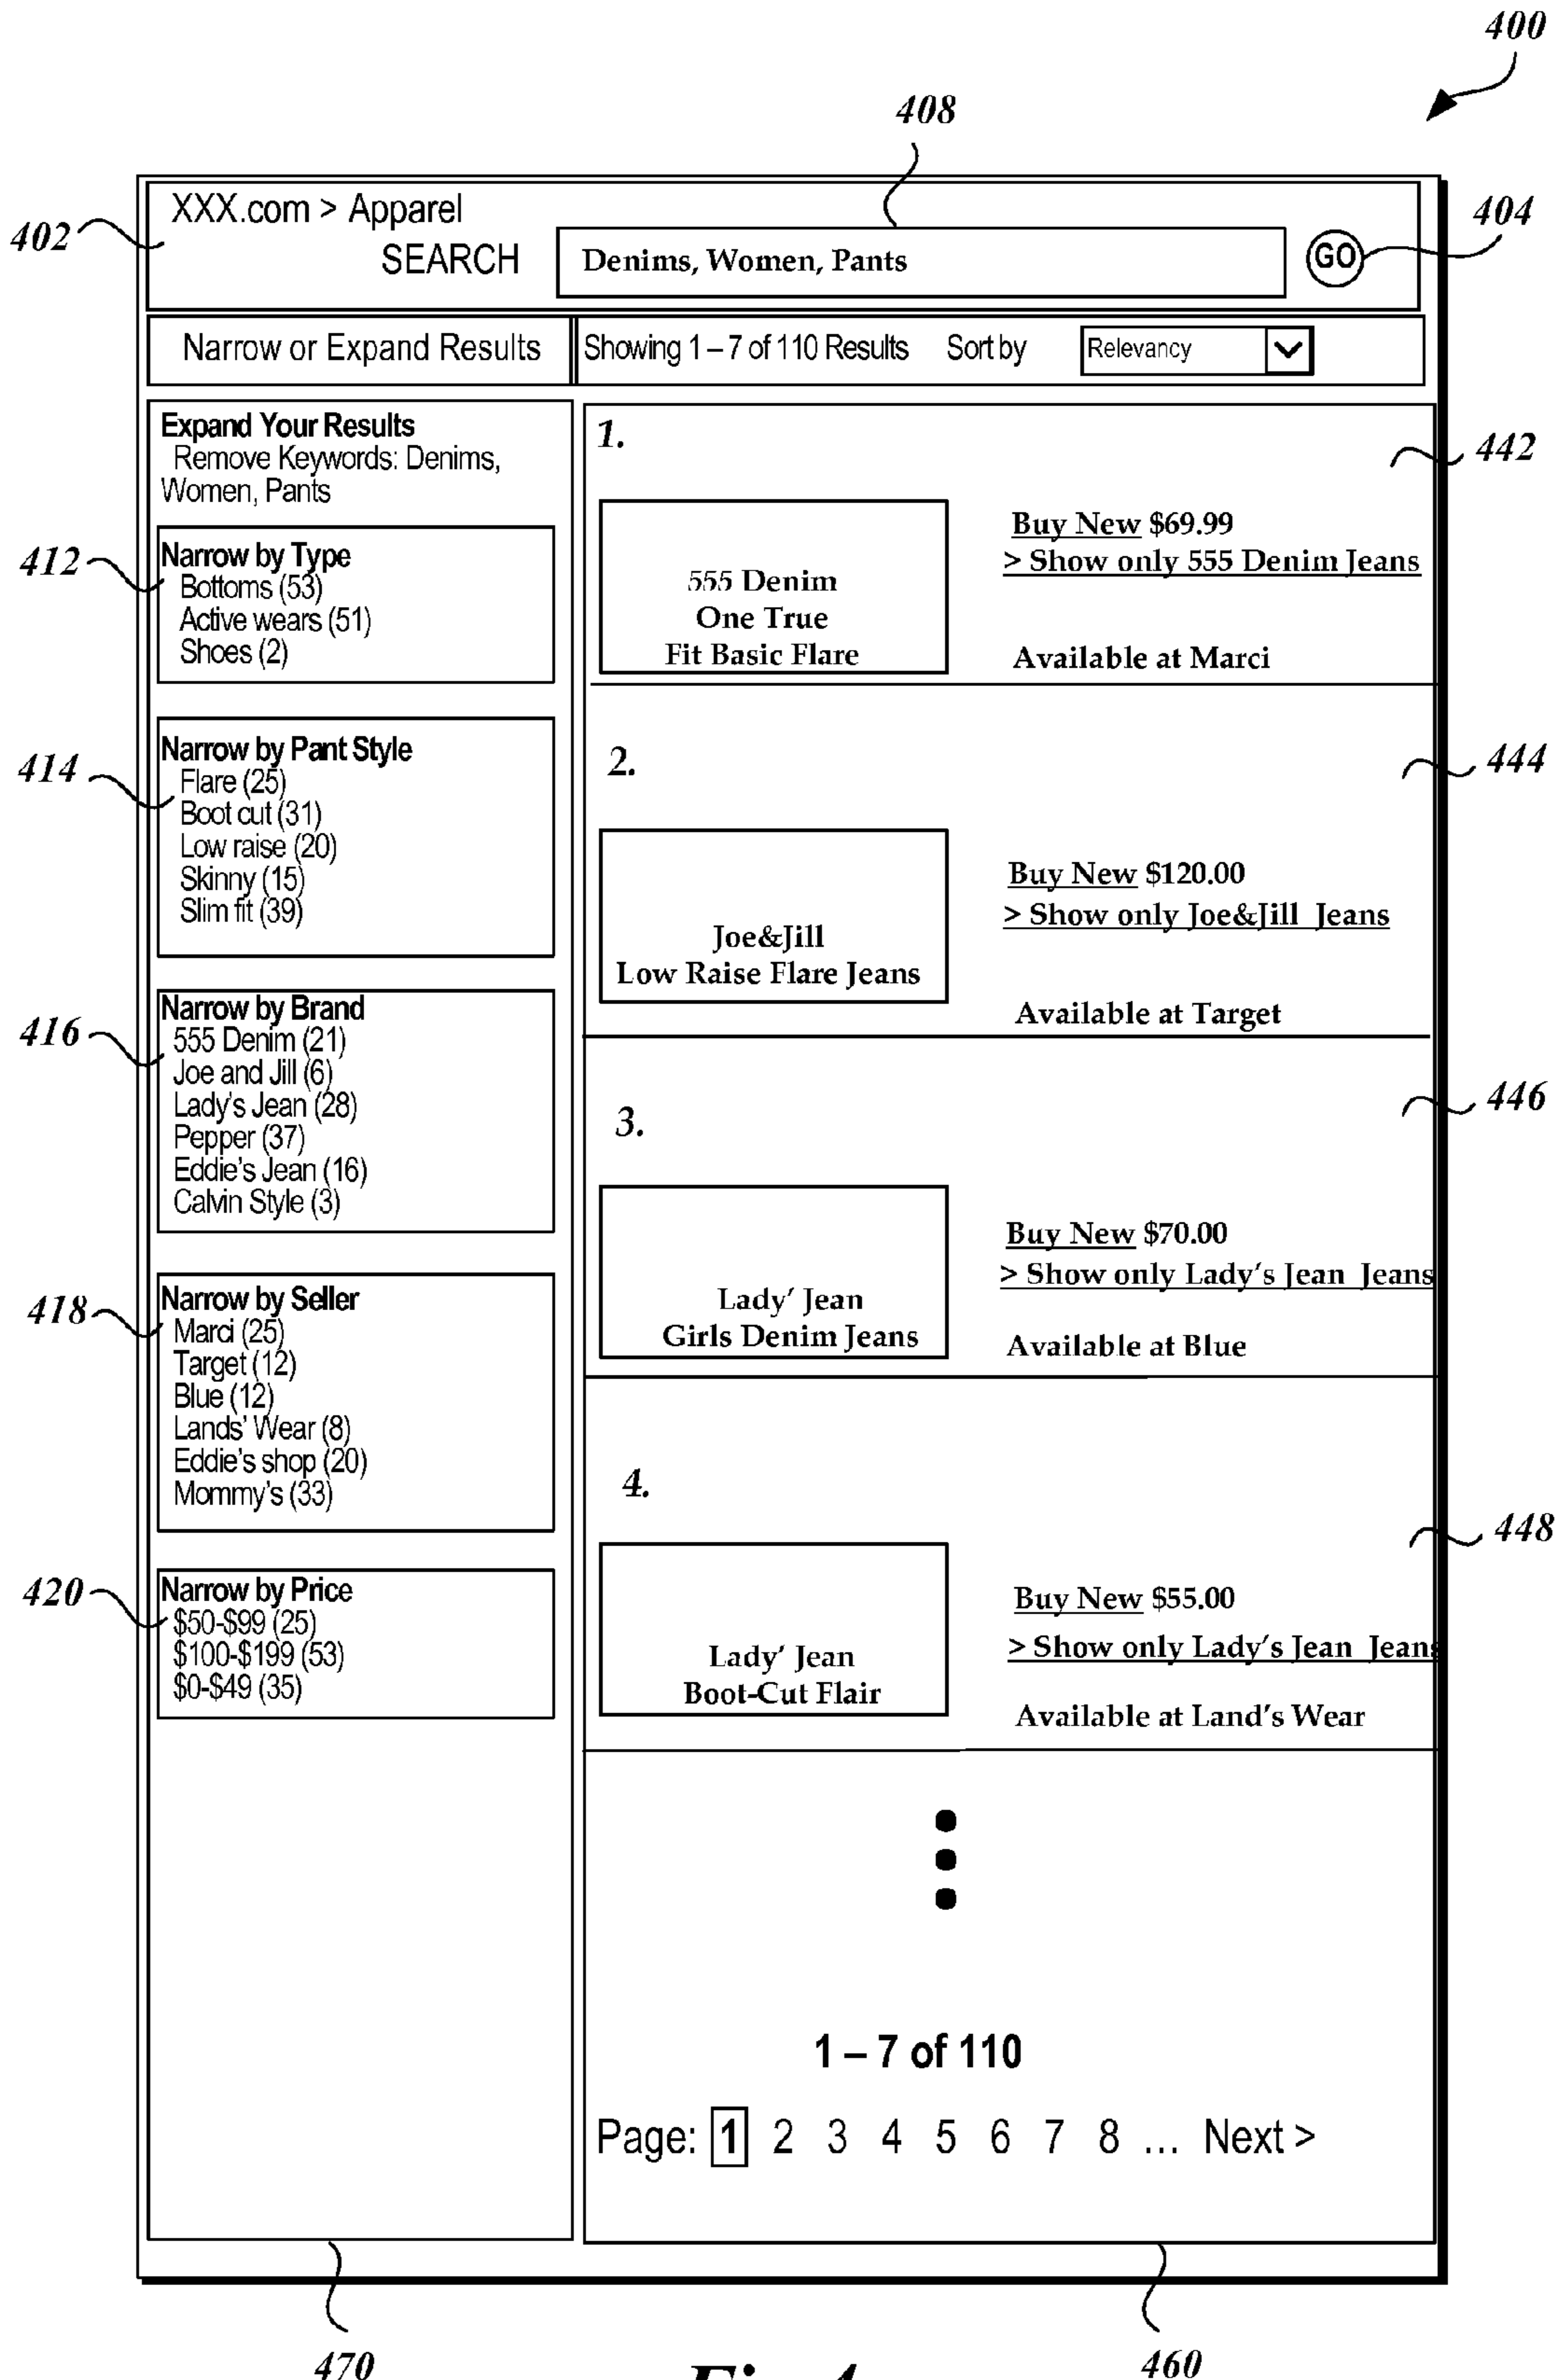 400
408
XXX.com > Apparel
402
404
SEARCH
Denims, Women, Pants
GO
Narrow or Expand Results
Showing 1 – 7 of 110 Results
Sort by
Relevancy
Expand Your Results
Remove Keywords: Denims,
Women, Pants
412
Narrow by Type
Bottoms (53)
Active wears (51)
Shoes (2)
414
Narrow by Pant Style
Flare (25)
Boot cut (31)
Low raise (20)
Skinny (15)
Slim fit (39)
416
Narrow by Brand
555 Denim (21)
Joe and Jill (6)
Lady's Jean (28)
Pepper (37)
Eddie's Jean (16)
Calvin Style (3)
418
Narrow by Seller
Marci (25)
Target (12)
Blue (12)
Lands' Wear (8)
Eddie's shop (20)
Mommy's (33)
420
Narrow by Price
$50-$99 (25)
$100-$199 (53)
$0-$49 (35)
1.
442
555 Denim
One True
Fit Basic Flare
Buy New $69.99
> Show only 555 Denim Jeans
Available at Marci
2.
444
Joe&Jill
Low Raise Flare Jeans
Buy New $120.00
> Show only Joe&Jill Jeans
Available at Target
3.
446
Lady' Jean
Girls Denim Jeans
Buy New $70.00
> Show only Lady's Jean Jeans
Available at Blue
4.
448
Lady' Jean
Boot-Cut Flair
Buy New $55.00
> Show only Lady's Jean Jeans
Available at Land's Wear
1 – 7 of 110
Page: 1 2 3 4 5 6 7 8 ... Next >
470
460